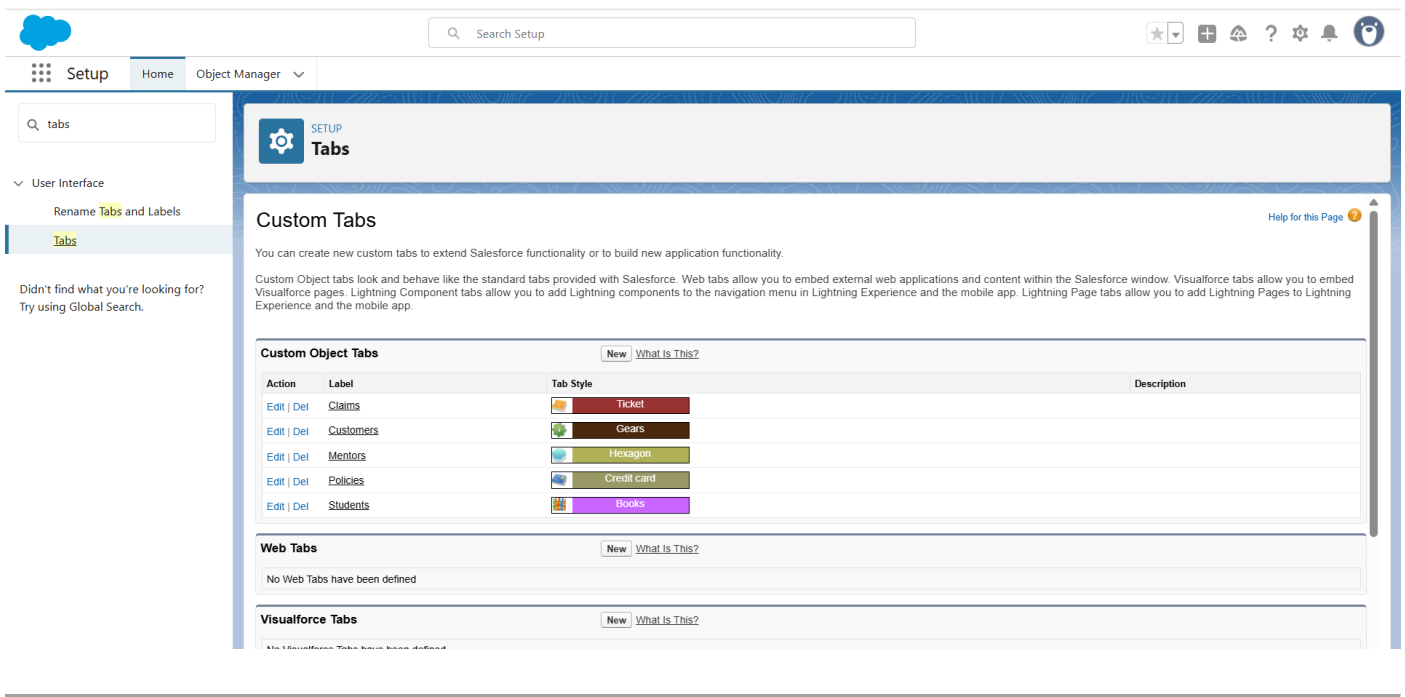 Search Setup
Setup
Home
Object Manager
tabs
User Interface
Rename Tabs and Labels
Tabs
Didn't find what you're looking for?
Try using Global Search.
SETUP
Tabs
Custom Tabs
Help for this Page
You can create new custom tabs to extend Salesforce functionality or to build new application functionality.
Custom Object tabs look and behave like the standard tabs provided with Salesforce. Web tabs allow you to embed external web applications and content within the Salesforce window. Visualforce tabs allow you to embed
Visualforce pages. Lightning Component tabs allow you to add Lightning components to the navigation menu in Lightning Experience and the mobile app. Lightning Page tabs allow you to add Lightning Pages to Lightning
Experience and the mobile app.
Custom Object Tabs New What Is This?
Action Label Tab Style Description
Edit | Del Claims Ticket
Edit | Del Customers Gears
Edit | Del Mentors Hexagon
Edit | Del Policies Credit card
Edit | Del Students Books
Web Tabs New What Is This?
No Web Tabs have been defined
Visualforce Tabs New What Is This?
No Visualforce Tabs have been defined